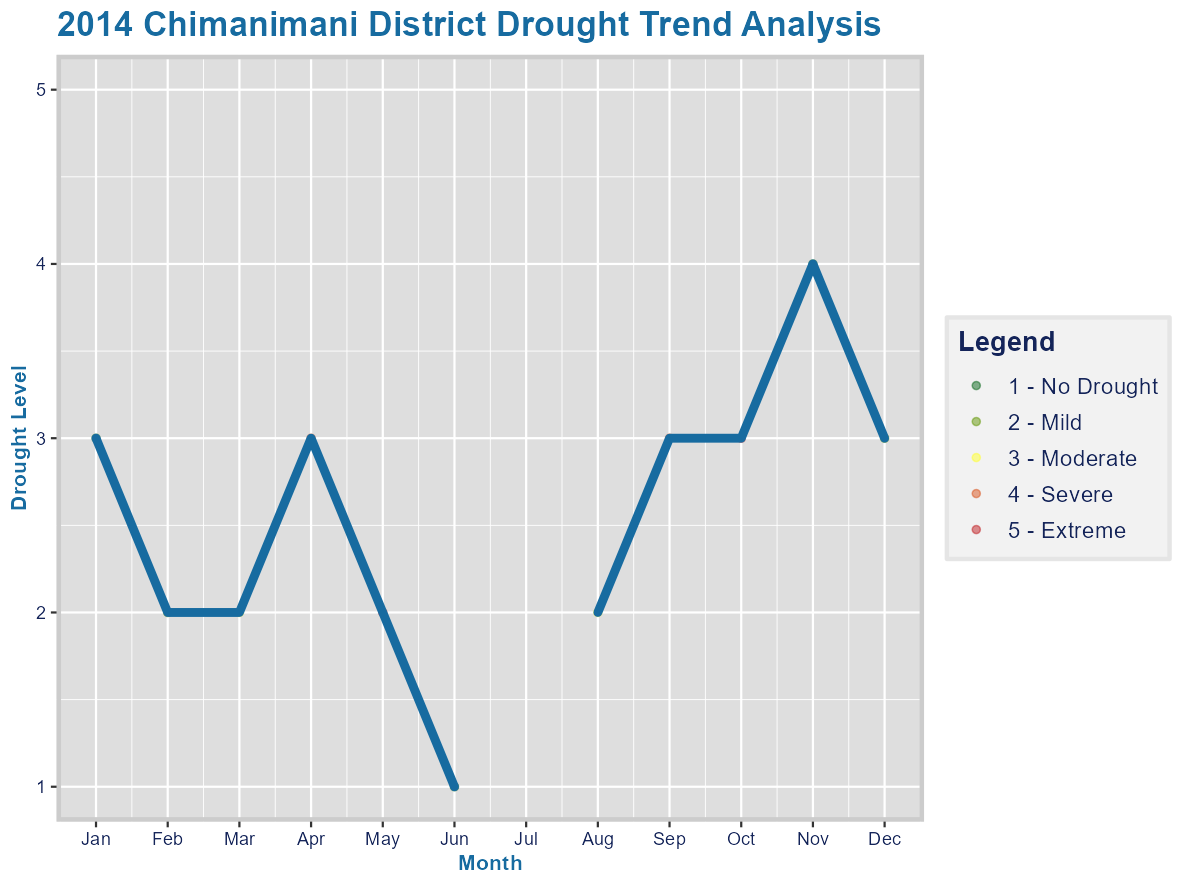 2014 Chimanimani District Drought Trend Analysis
5
4
3
2
1
Drought Level
Jan Feb Mar Apr May Jun Jul Aug Sep Oct Nov Dec
Month
Legend
1 - No Drought
2 - Mild
3 - Moderate
4 - Severe
5 - Extreme